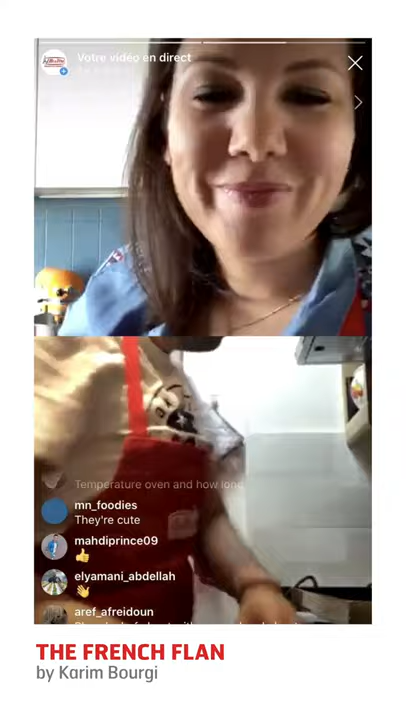 Votre vidéo en direct
Temperature oven and how long
mn_foodies
They're cute
mahdiprince09
👍
elyamani_abdellah
👋
aref_afreidoun
THE FRENCH FLAN
by Karim Bourgi